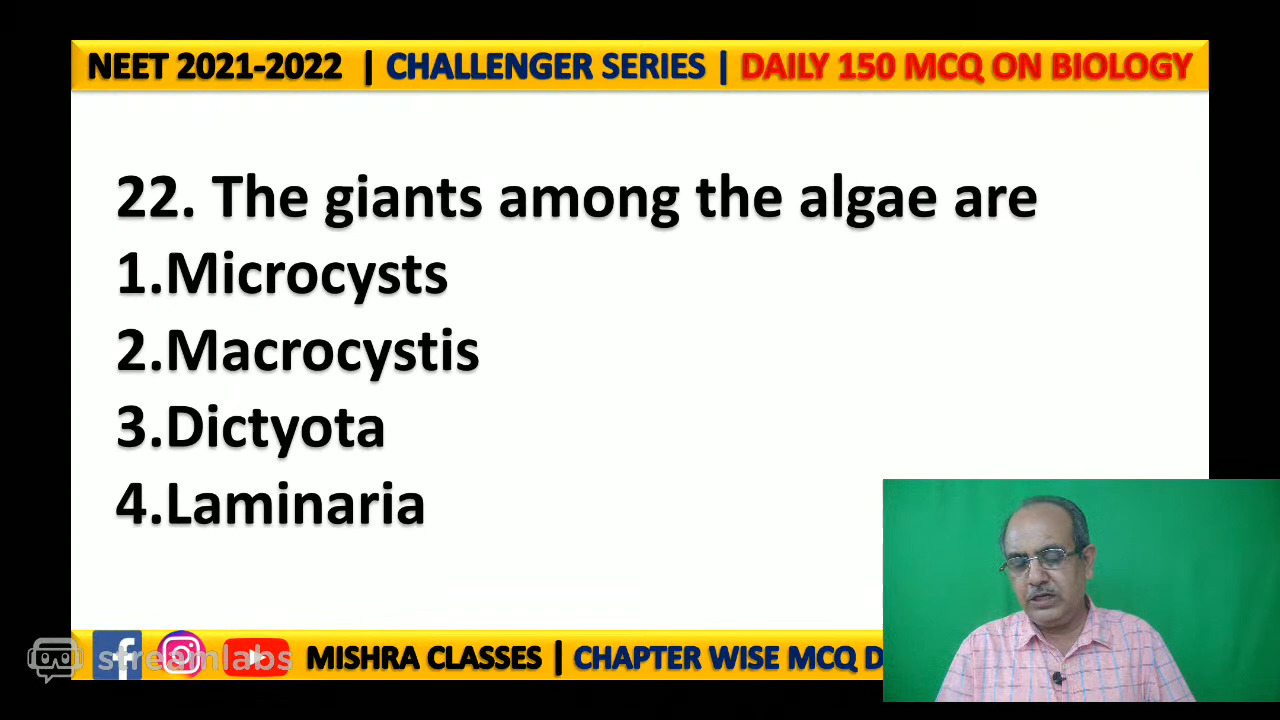 NEET 2021-2022 | CHALLENGER SERIES | DAILY 150 MCQ ON BIOLOGY
22. The giants among the algae are
1.Microcysts
2.Macrocystis
3.Dictyota
4.Laminaria
streamlabs
MISHRA CLASSES | CHAPTER WISE MCQ D